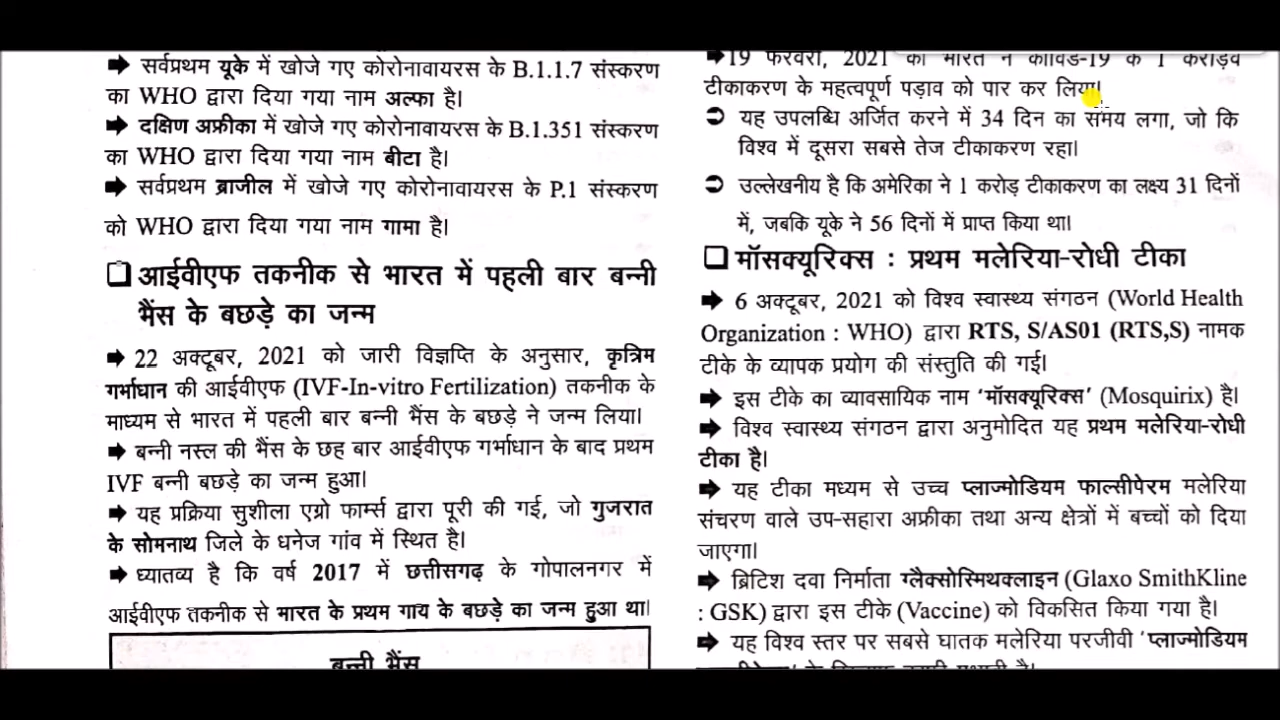 ➡ सर्वप्रथम यूके में खोजे गए कोरोनावायरस के B.1.1.7 संस्करण
का WHO द्वारा दिया गया नाम अल्फा है।
➡ दक्षिण अफ्रीका में खोजे गए कोरोनावायरस के B.1.351 संस्करण
का WHO द्वारा दिया गया नाम बीटा है।
➡ सर्वप्रथम ब्राजील में खोजे गए कोरोनावायरस के P.1 संस्करण
को WHO द्वारा दिया गया नाम गामा है।
❑ आईवीएफ तकनीक से भारत में पहली बार बन्नी
भैंस के बछड़े का जन्म
➡ 22 अक्टूबर, 2021 को जारी विज्ञप्ति के अनुसार, कृत्रिम
गर्भाधान की आईवीएफ (IVF-In-vitro Fertilization) तकनीक के
माध्यम से भारत में पहली बार बन्नी भैंस के बछड़े ने जन्म लिया।
➡ बन्नी नस्ल की भैंस के छह बार आईवीएफ गर्भाधान के बाद प्रथम
IVF बन्नी बछड़े का जन्म हुआ।
➡ यह प्रक्रिया सुशीला एग्रो फार्म्स द्वारा पूरी की गई, जो गुजरात
के सोमनाथ जिले के धनेज गांव में स्थित है।
➡ ध्यातव्य है कि वर्ष 2017 में छत्तीसगढ़ के गोपालनगर में
आईवीएफ तकनीक से भारत के प्रथम गाय के बछड़े का जन्म हुआ था।
बन्नी भैंस
➡ 19 फरवरी, 2021 को भारत ने कोविड-19 के 1 करोड़वें
टीकाकरण के महत्वपूर्ण पड़ाव को पार कर लिया।
➲ यह उपलब्धि अर्जित करने में 34 दिन का समय लगा, जो कि
विश्व में दूसरा सबसे तेज टीकाकरण रहा।
➲ उल्लेखनीय है कि अमेरिका ने 1 करोड़ टीकाकरण का लक्ष्य 31 दिनों
में, जबकि यूके ने 56 दिनों में प्राप्त किया था।
❑ मॉसक्यूरिक्स : प्रथम मलेरिया-रोधी टीका
➡ 6 अक्टूबर, 2021 को विश्व स्वास्थ्य संगठन (World Health
Organization : WHO) द्वारा RTS, S/AS01 (RTS,S) नामक
टीके के व्यापक प्रयोग की संस्तुति की गई।
➡ इस टीके का व्यावसायिक नाम ‘मॉसक्यूरिक्स’ (Mosquirix) है।
➡ विश्व स्वास्थ्य संगठन द्वारा अनुमोदित यह प्रथम मलेरिया-रोधी
टीका है।
➡ यह टीका मध्यम से उच्च प्लाज्मोडियम फाल्सीपेरम मलेरिया
संचरण वाले उप-सहारा अफ्रीका तथा अन्य क्षेत्रों में बच्चों को दिया
जाएगा।
➡ ब्रिटिश दवा निर्माता ग्लैक्सोस्मिथक्लाइन (Glaxo SmithKline
: GSK) द्वारा इस टीके (Vaccine) को विकसित किया गया है।
➡ यह विश्व स्तर पर सबसे घातक मलेरिया परजीवी ‘प्लाज्मोडियम